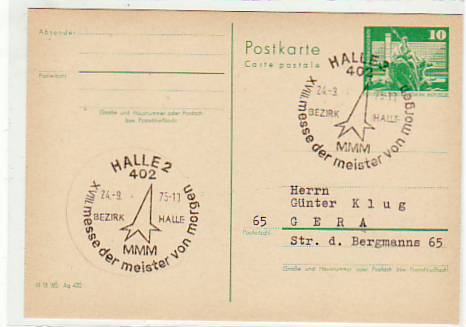 Absender
Postleitzahl
(Straße und Hausnummer oder Postfach
bzw. Postschließfach)
HALLE 2
402
24.-9. 75-11
BEZIRK HALLE
MMM
XVIII. messe der meister von morgen
Postkarte
Carte postale
10
HALLE 2
402
24.-9. 75-11
BEZIRK HALLE
MMM
XVIII. messe der meister von morgen
Herrn
Günter Klug
65 GERA
Postleitzahl
Str. d. Bergmanns 65
(Straße und Hausnummer oder Postfach bzw. Postschließfach)